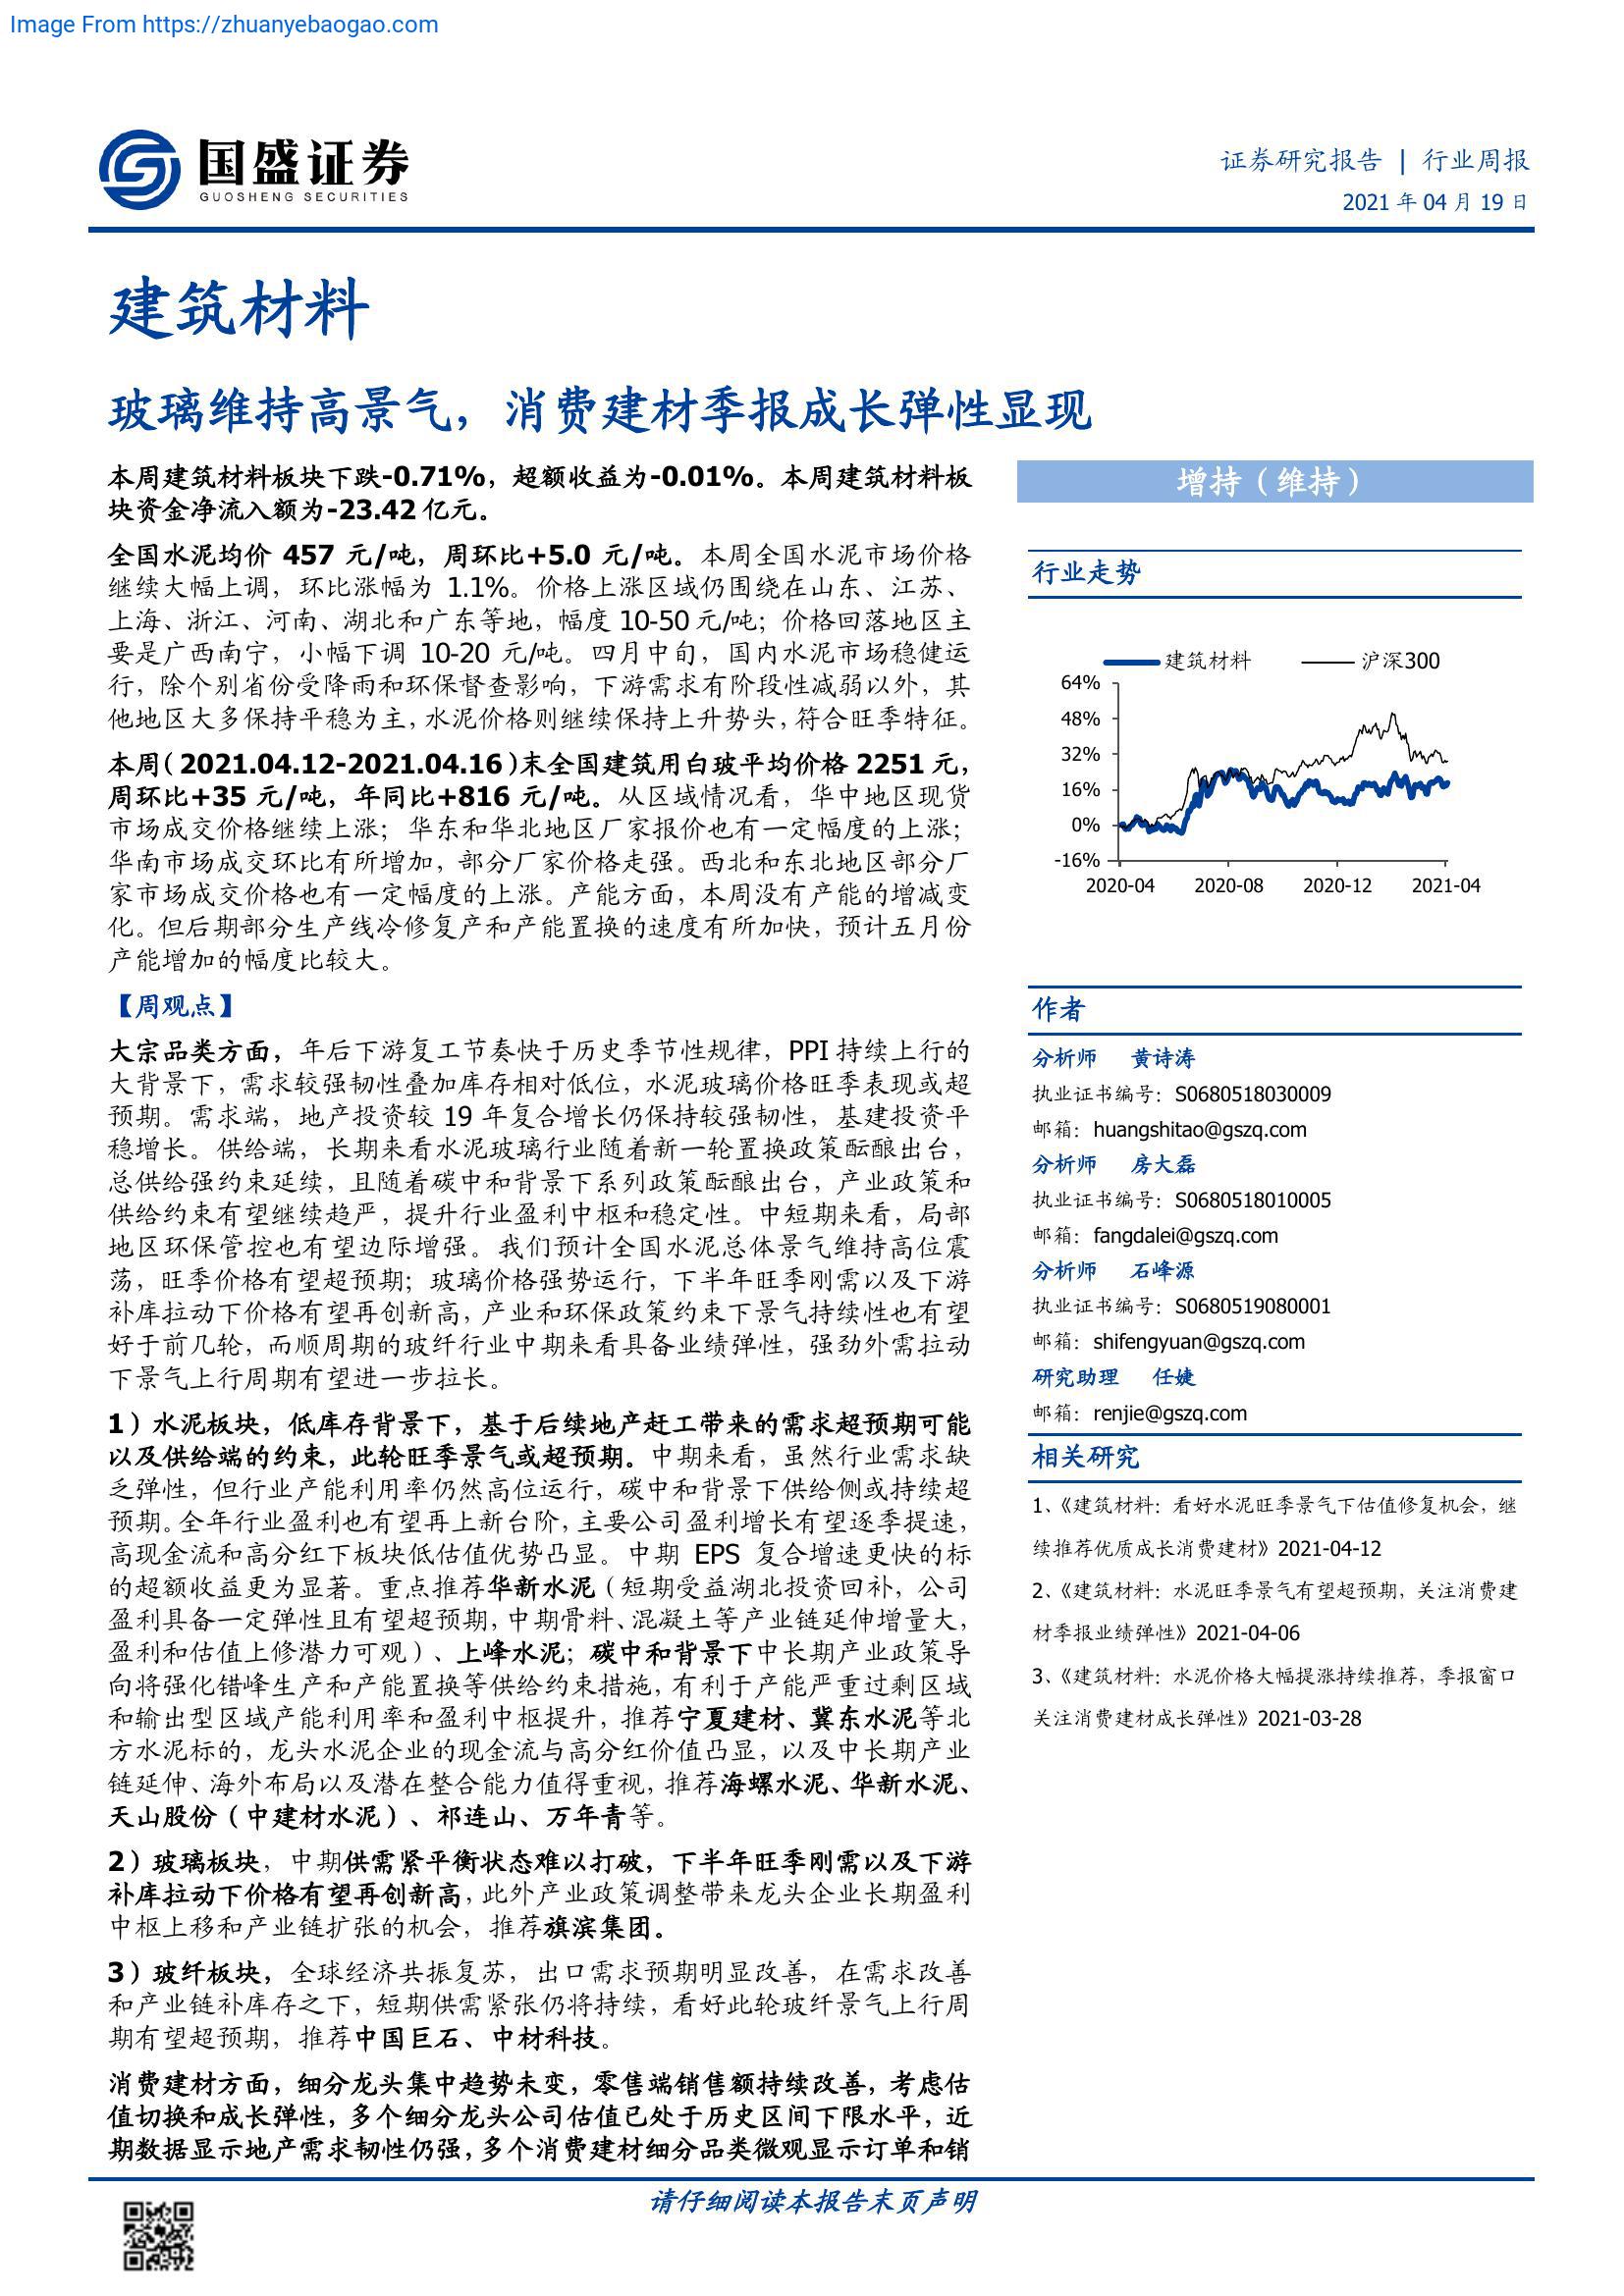 Image From https://zhuanyebaogao.com
国盛证券
GUOSHENG SECURITIES
证券研究报告 | 行业周报
2021 年 04 月 19 日
建筑材料
玻璃维持高景气，消费建材季报成长弹性显现
本周建筑材料板块下跌-0.71%，超额收益为-0.01%。本周建筑材料板
块资金净流入额为-23.42 亿元。
全国水泥均价 457 元/吨，周环比+5.0 元/吨。本周全国水泥市场价格
继续大幅上调，环比涨幅为 1.1%。价格上涨区域仍围绕在山东、江苏、
上海、浙江、河南、湖北和广东等地，幅度 10-50 元/吨；价格回落地区主
要是广西南宁，小幅下调 10-20 元/吨。四月中旬，国内水泥市场稳健运
行，除个别省份受降雨和环保督查影响，下游需求有阶段性减弱以外，其
他地区大多保持平稳为主，水泥价格则继续保持上升势头，符合旺季特征。
本周（2021.04.12-2021.04.16）末全国建筑用白玻平均价格 2251 元，
周环比+35 元/吨，年同比+816 元/吨。从区域情况看，华中地区现货
市场成交价格继续上涨；华东和华北地区厂家报价也有一定幅度的上涨；
华南市场成交环比有所增加，部分厂家价格走强。西北和东北地区部分厂
家市场成交价格也有一定幅度的上涨。产能方面，本周没有产能的增减变
化。但后期部分生产线冷修复产和产能置换的速度有所加快，预计五月份
产能增加的幅度比较大。
【周观点】
大宗品类方面，年后下游复工节奏快于历史季节性规律，PPI 持续上行的
大背景下，需求较强韧性叠加库存相对低位，水泥玻璃价格旺季表现或超
预期。需求端，地产投资较 19 年复合增长仍保持较强韧性，基建投资平
稳增长。供给端，长期来看水泥玻璃行业随着新一轮置换政策酝酿出台，
总供给强约束延续，且随着碳中和背景下系列政策酝酿出台，产业政策和
供给约束有望继续趋严，提升行业盈利中枢和稳定性。中短期来看，局部
地区环保管控也有望边际增强。我们预计全国水泥总体景气维持高位震
荡，旺季价格有望超预期；玻璃价格强势运行，下半年旺季刚需以及下游
补库拉动下价格有望再创新高，产业和环保政策约束下景气持续性也有望
好于前几轮，而顺周期的玻纤行业中期来看具备业绩弹性，强劲外需拉动
下景气上行周期有望进一步拉长。
1）水泥板块，低库存背景下，基于后续地产赶工带来的需求超预期可能
以及供给端的约束，此轮旺季景气或超预期。中期来看，虽然行业需求缺
乏弹性，但行业产能利用率仍然高位运行，碳中和背景下供给侧或持续超
预期。全年行业盈利也有望再上新台阶，主要公司盈利增长有望逐季提速，
高现金流和高分红下板块低估值优势凸显。中期 EPS 复合增速更快的标
的超额收益更为显著。重点推荐华新水泥（短期受益湖北投资回补，公司
盈利具备一定弹性且有望超预期，中期骨料、混凝土等产业链延伸增量大，
盈利和估值上修潜力可观）、上峰水泥；碳中和背景下中长期产业政策导
向将强化错峰生产和产能置换等供给约束措施，有利于产能严重过剩区域
和输出型区域产能利用率和盈利中枢提升，推荐宁夏建材、冀东水泥等北
方水泥标的，龙头水泥企业的现金流与高分红价值凸显，以及中长期产业
链延伸、海外布局以及潜在整合能力值得重视，推荐海螺水泥、华新水泥、
天山股份（中建材水泥）、祁连山、万年青等。
2）玻璃板块，中期供需紧平衡状态难以打破，下半年旺季刚需以及下游
补库拉动下价格有望再创新高，此外产业政策调整带来龙头企业长期盈利
中枢上移和产业链扩张的机会，推荐旗滨集团。
3）玻纤板块，全球经济共振复苏，出口需求预期明显改善，在需求改善
和产业链补库存之下，短期供需紧张仍将持续，看好此轮玻纤景气上行周
期有望超预期，推荐中国巨石、中材科技。
消费建材方面，细分龙头集中趋势未变，零售端销售额持续改善，考虑估
值切换和成长弹性，多个细分龙头公司估值已处于历史区间下限水平，近
期数据显示地产需求韧性仍强，多个消费建材细分品类微观显示订单和销
增持（维持）
行业走势
建筑材料 沪深300
64%
48%
32%
16%
0%
-16%
2020-04 2020-08 2020-12 2021-04
作者
分析师 黄诗涛
执业证书编号：S0680518030009
邮箱：huangshitao@gszq.com
分析师 房大磊
执业证书编号：S0680518010005
邮箱：fangdalei@gszq.com
分析师 石峰源
执业证书编号：S0680519080001
邮箱：shifengyuan@gszq.com
研究助理 任婕
邮箱：renjie@gszq.com
相关研究
1、《建筑材料：看好水泥旺季景气下估值修复机会，继
续推荐优质成长消费建材》2021-04-12
2、《建筑材料：水泥旺季景气有望超预期，关注消费建
材季报业绩弹性》2021-04-06
3、《建筑材料：水泥价格大幅提涨持续推荐，季报窗口
关注消费建材成长弹性》2021-03-28
请仔细阅读本报告末页声明